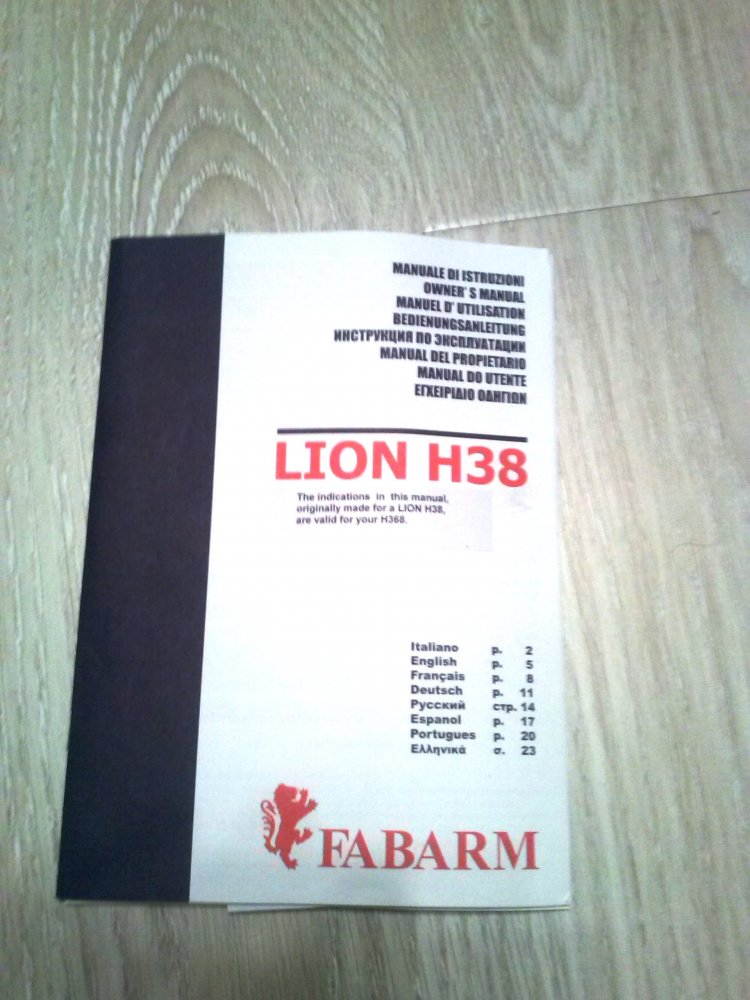 MANUALE DI ISTRUZIONI
OWNER'S MANUAL
MANUEL D' UTILISATION
BEDIENUNGSANLEITUNG
ИНСТРУКЦИЯ ПО ЭКСПЛУАТАЦИИ
MANUAL DEL PROPIETARIO
MANUAL DO UTENTE
ΕΓΧΕΙΡΙΔΙΟ ΟΔΗΓΙΩΝ
LION H38
The indications in this manual,
originally made for a LION H38,
are valid for your H368.
Italiano p. 2
English p. 5
Français p. 8
Deutsch p. 11
Русский стр. 14
Espanol p. 17
Portugues p. 20
Ελληνικά σ. 23
FABARM